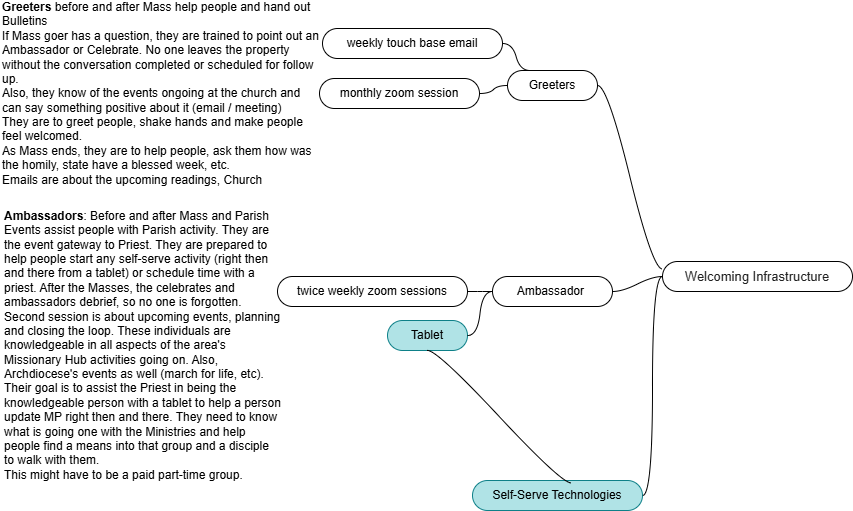 Greeters before and after Mass help people and hand out
Bulletins
If Mass goer has a question, they are trained to point out an
Ambassador or Celebrate. No one leaves the property
without the conversation completed or scheduled for follow
up.
Also, they know of the events ongoing at the church and
can say something positive about it (email / meeting)
They are to greet people, shake hands and make people
feel welcomed.
As Mass ends, they are to help people, ask them how was
the homily, state have a blessed week, etc.
Emails are about the upcoming readings, Church
weekly touch base email
monthly zoom session
Greeters
Ambassadors: Before and after Mass and Parish
Events assist people with Parish activity. They are
the event gateway to Priest. They are prepared to
help people start any self-serve activity (right then
and there from a tablet) or schedule time with a
priest. After the Masses, the celebrates and
ambassadors debrief, so no one is forgotten.
Second session is about upcoming events, planning
and closing the loop. These individuals are
knowledgeable in all aspects of the area's
Missionary Hub activities going on. Also,
Archdiocese's events as well (march for life, etc).
Their goal is to assist the Priest in being the
knowledgeable person with a tablet to help a person
update MP right then and there. They need to know
what is going one with the Ministries and help
people find a means into that group and a disciple
to walk with them.
This might have to be a paid part-time group.
twice weekly zoom sessions
Ambassador
Welcoming Infrastructure
Tablet
Self-Serve Technologies